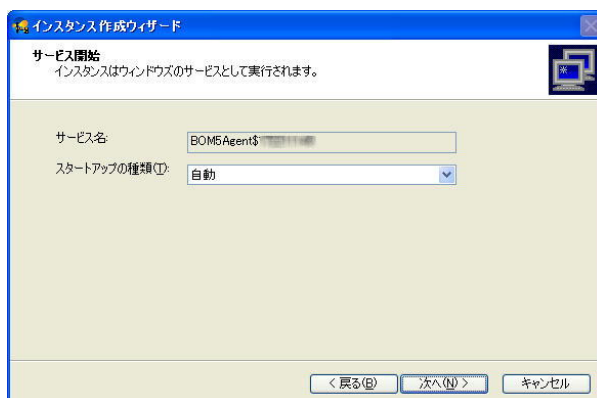 インスタンス作成ウィザード
サービス開始
インスタンスはウィンドウズのサービスとして実行されます。
サービス名:
BOM5Agent$
スタートアップの種類(T):
自動
< 戻る(B)
次へ(N) >
キャンセル